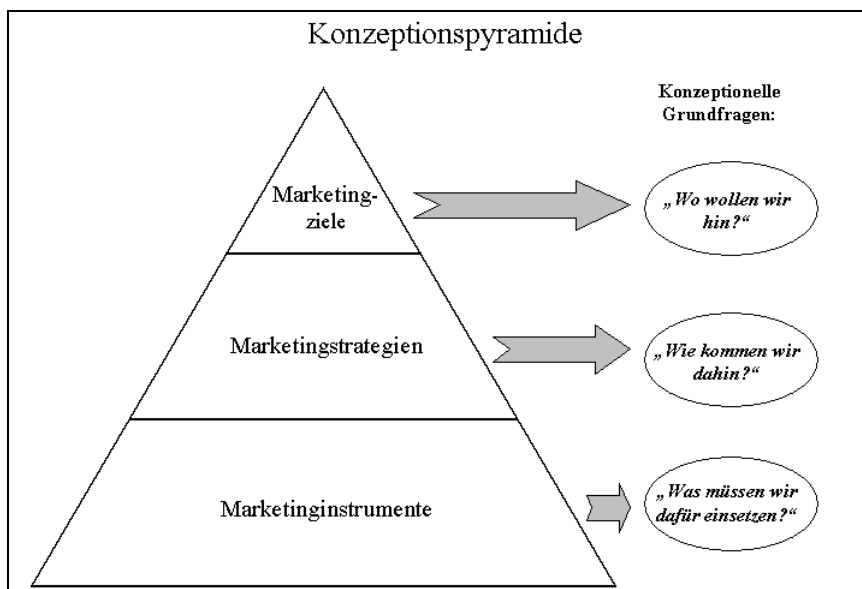 Konzeptionspyramide
Konzeptionelle
Grundfragen:
Marketing-
ziele
„Wo wollen wir
hin?“
Marketingstrategien
„Wie kommen wir
dahin?“
Marketinginstrumente
„Was müssen wir
dafür einsetzen?“